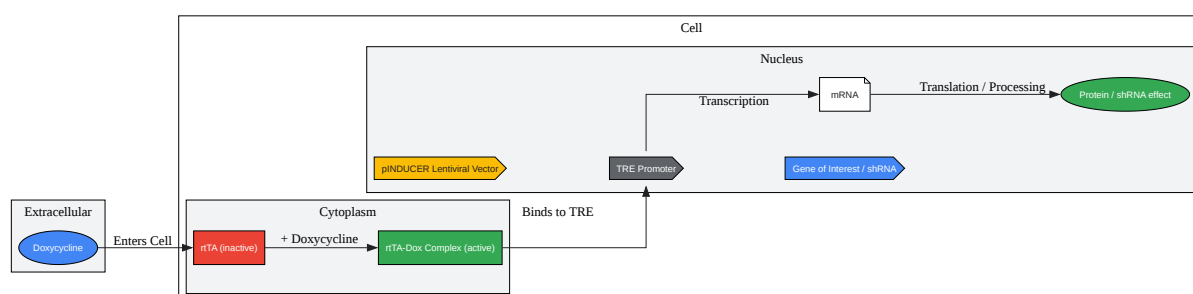 Cell
Nucleus
mRNA
Translation / Processing
Protein / shRNA effect
Transcription
pINDUCER Lentiviral Vector
TRE Promoter
Gene of Interest / shRNA
Extracellular
Cytoplasm
Binds to TRE
Doxycycline
Enters Cell
rtTA (inactive)
+ Doxycycline
rtTA-Dox Complex (active)